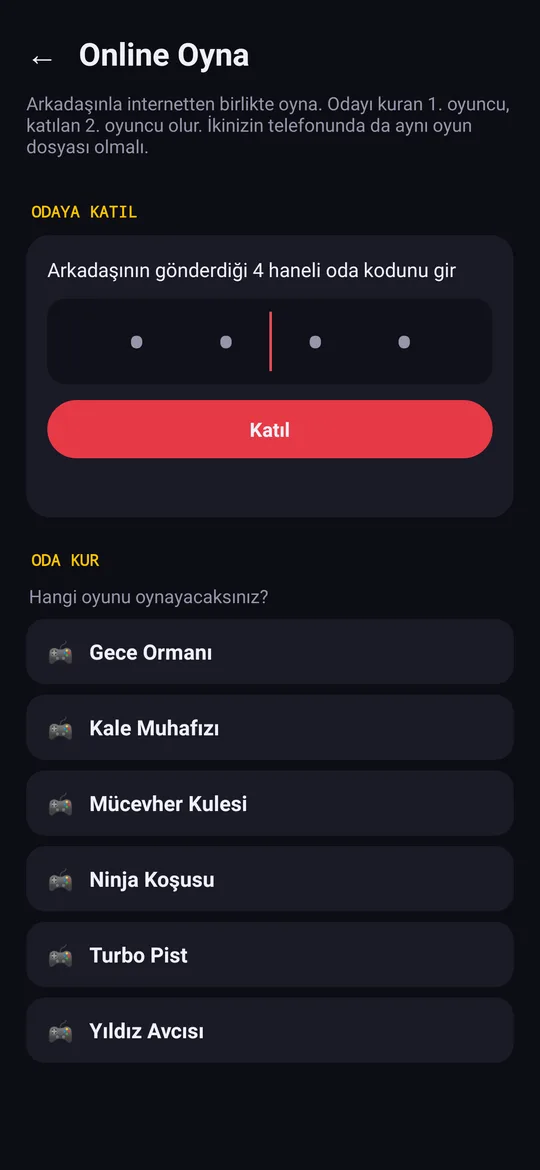 ← Online Oyna
Arkadaşınla internetten birlikte oyna. Odayı kuran 1. oyuncu,
katılan 2. oyuncu olur. İkinizin telefonunda da aynı oyun
dosyası olmalı.
ODAYA KATIL
Arkadaşının gönderdiği 4 haneli oda kodunu gir
• • • •
Katıl
ODA KUR
Hangi oyunu oynayacaksınız?
Gece Ormanı
Kale Muhafızı
Mücevher Kulesi
Ninja Koşusu
Turbo Pist
Yıldız Avcısı